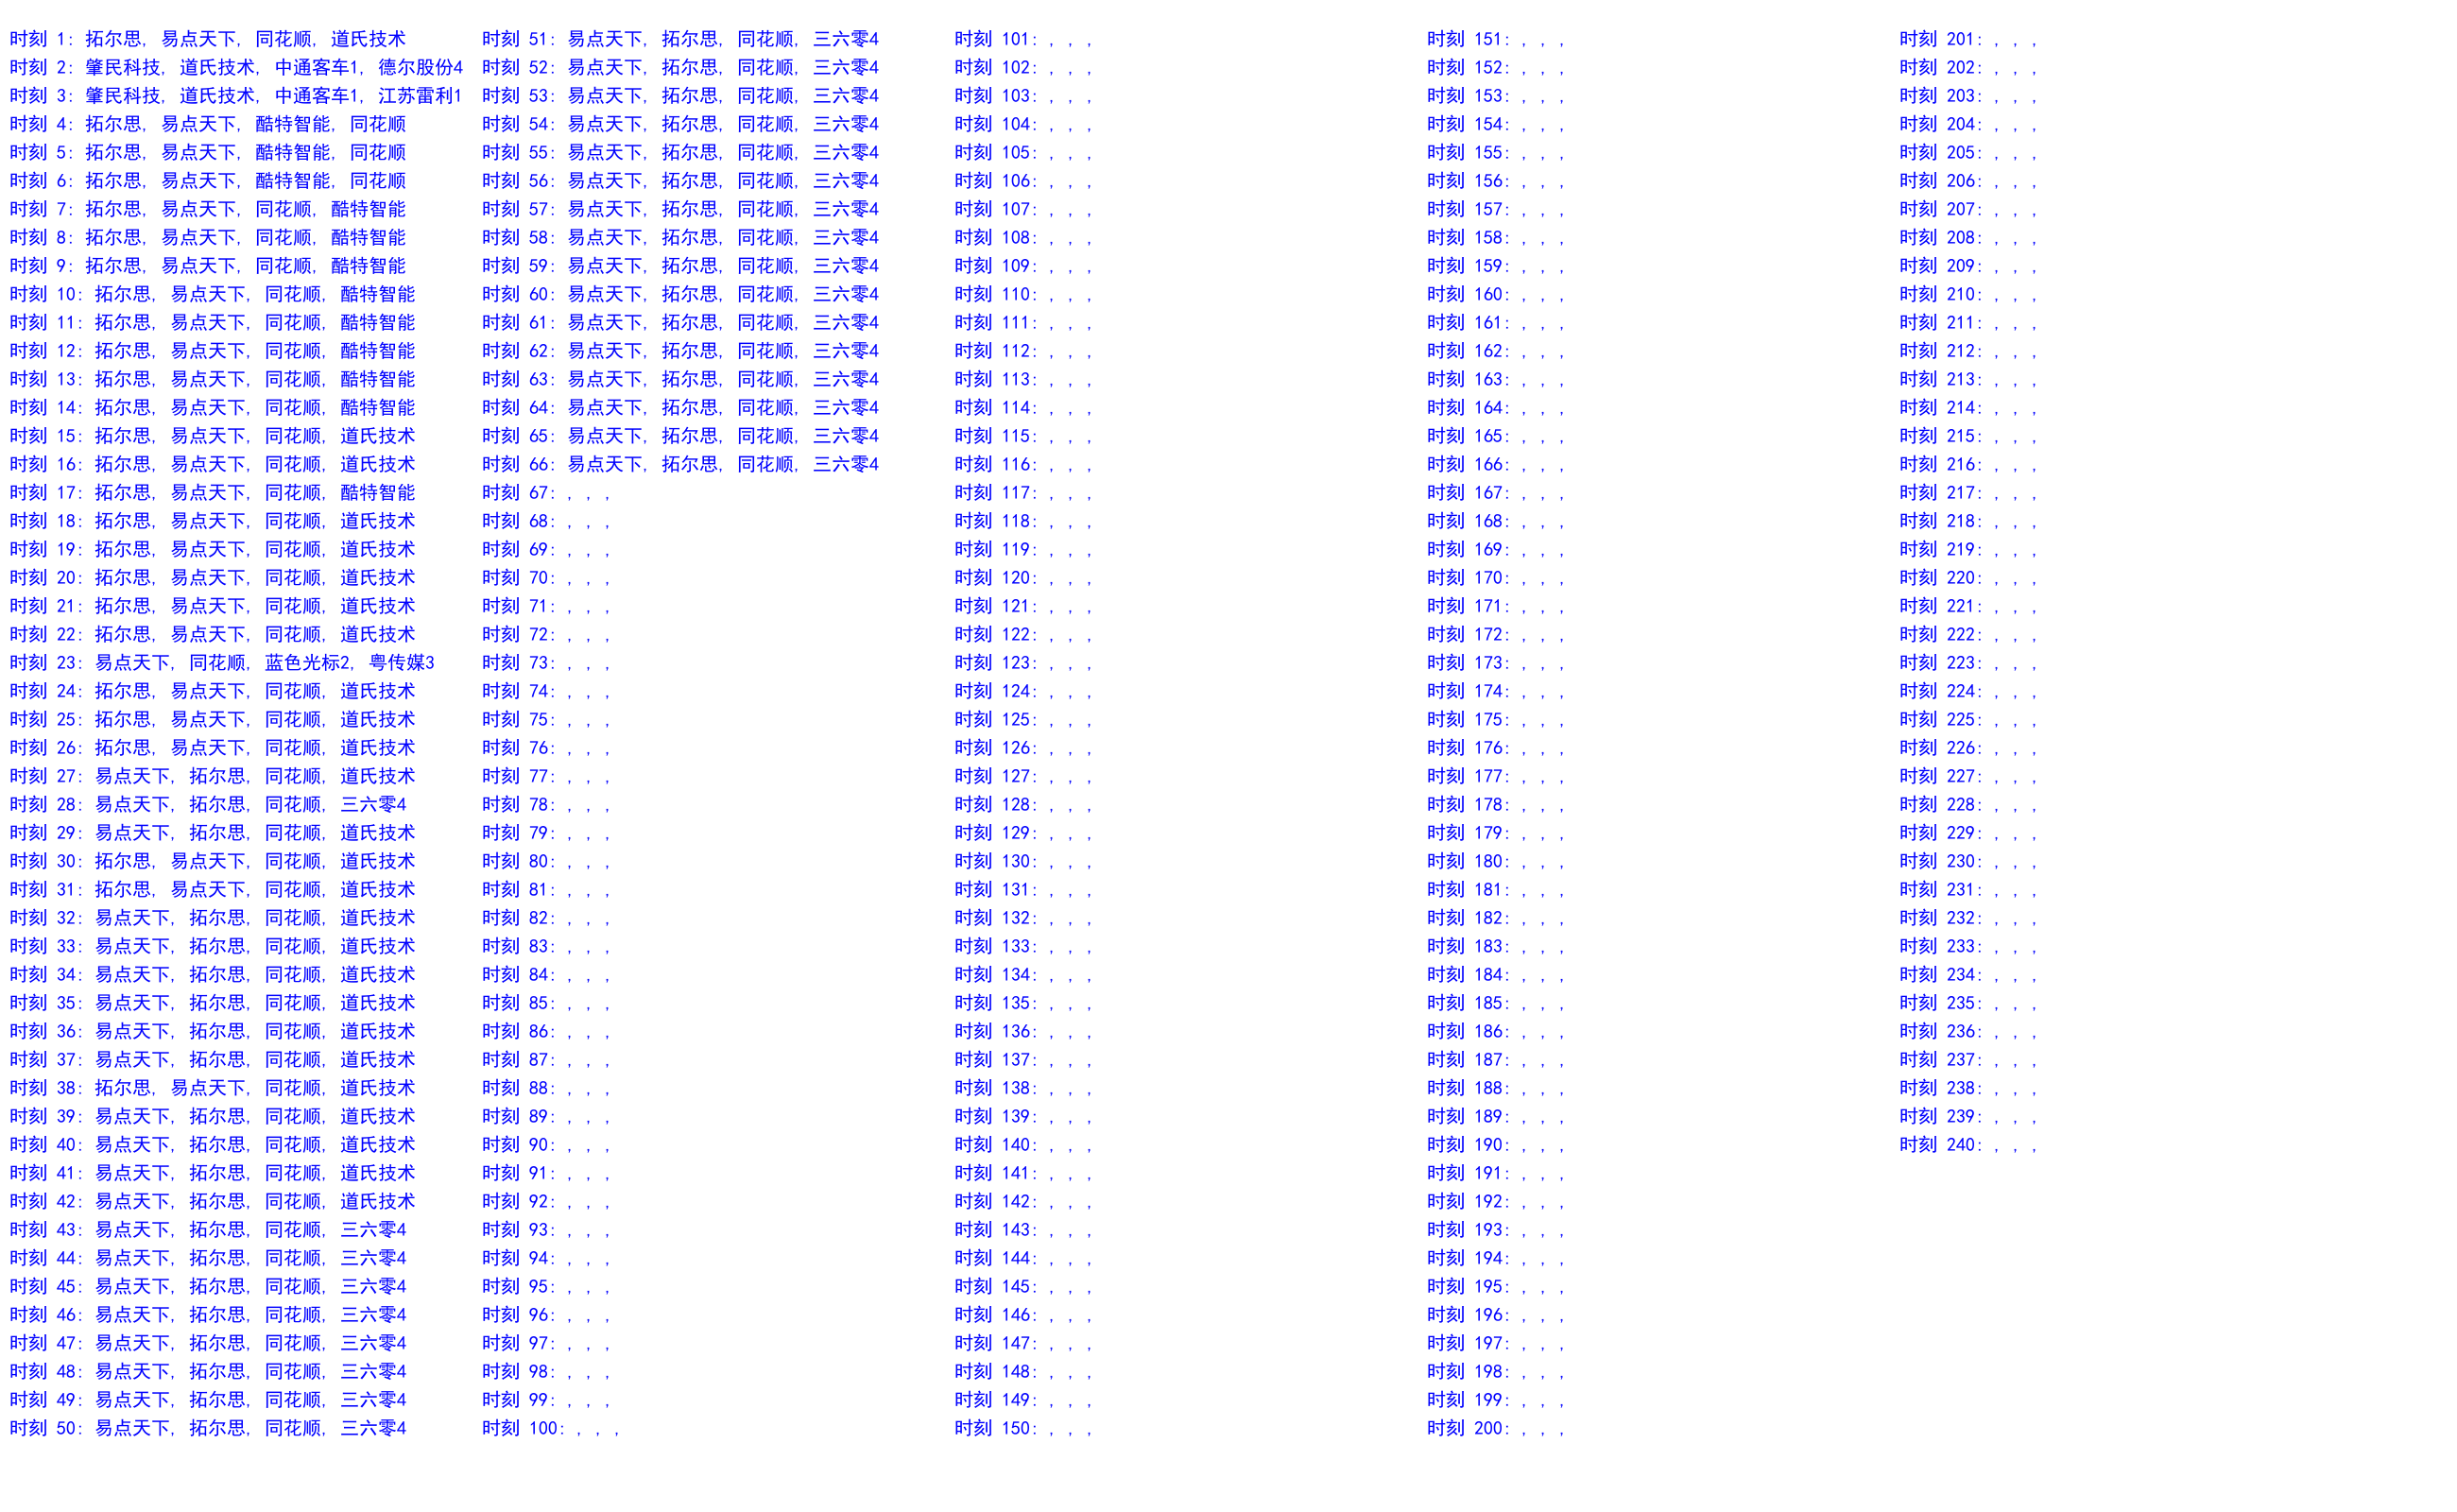 时刻 1: 拓尔思, 易点天下, 同花顺, 道氏技术
时刻 2: 肇民科技, 道氏技术, 中通客车1, 德尔股份4
时刻 3: 肇民科技, 道氏技术, 中通客车1, 江苏雷利1
时刻 4: 拓尔思, 易点天下, 酷特智能, 同花顺
时刻 5: 拓尔思, 易点天下, 酷特智能, 同花顺
时刻 6: 拓尔思, 易点天下, 酷特智能, 同花顺
时刻 7: 拓尔思, 易点天下, 同花顺, 酷特智能
时刻 8: 拓尔思, 易点天下, 同花顺, 酷特智能
时刻 9: 拓尔思, 易点天下, 同花顺, 酷特智能
时刻 10: 拓尔思, 易点天下, 同花顺, 酷特智能
时刻 11: 拓尔思, 易点天下, 同花顺, 酷特智能
时刻 12: 拓尔思, 易点天下, 同花顺, 酷特智能
时刻 13: 拓尔思, 易点天下, 同花顺, 酷特智能
时刻 14: 拓尔思, 易点天下, 同花顺, 酷特智能
时刻 15: 拓尔思, 易点天下, 同花顺, 道氏技术
时刻 16: 拓尔思, 易点天下, 同花顺, 道氏技术
时刻 17: 拓尔思, 易点天下, 同花顺, 酷特智能
时刻 18: 拓尔思, 易点天下, 同花顺, 道氏技术
时刻 19: 拓尔思, 易点天下, 同花顺, 道氏技术
时刻 20: 拓尔思, 易点天下, 同花顺, 道氏技术
时刻 21: 拓尔思, 易点天下, 同花顺, 道氏技术
时刻 22: 拓尔思, 易点天下, 同花顺, 道氏技术
时刻 23: 易点天下, 同花顺, 蓝色光标2, 粤传媒3
时刻 24: 拓尔思, 易点天下, 同花顺, 道氏技术
时刻 25: 拓尔思, 易点天下, 同花顺, 道氏技术
时刻 26: 拓尔思, 易点天下, 同花顺, 道氏技术
时刻 27: 易点天下, 拓尔思, 同花顺, 道氏技术
时刻 28: 易点天下, 拓尔思, 同花顺, 三六零4
时刻 29: 易点天下, 拓尔思, 同花顺, 道氏技术
时刻 30: 拓尔思, 易点天下, 同花顺, 道氏技术
时刻 31: 拓尔思, 易点天下, 同花顺, 道氏技术
时刻 32: 易点天下, 拓尔思, 同花顺, 道氏技术
时刻 33: 易点天下, 拓尔思, 同花顺, 道氏技术
时刻 34: 易点天下, 拓尔思, 同花顺, 道氏技术
时刻 35: 易点天下, 拓尔思, 同花顺, 道氏技术
时刻 36: 易点天下, 拓尔思, 同花顺, 道氏技术
时刻 37: 易点天下, 拓尔思, 同花顺, 道氏技术
时刻 38: 拓尔思, 易点天下, 同花顺, 道氏技术
时刻 39: 易点天下, 拓尔思, 同花顺, 道氏技术
时刻 40: 易点天下, 拓尔思, 同花顺, 道氏技术
时刻 41: 易点天下, 拓尔思, 同花顺, 道氏技术
时刻 42: 易点天下, 拓尔思, 同花顺, 道氏技术
时刻 43: 易点天下, 拓尔思, 同花顺, 三六零4
时刻 44: 易点天下, 拓尔思, 同花顺, 三六零4
时刻 45: 易点天下, 拓尔思, 同花顺, 三六零4
时刻 46: 易点天下, 拓尔思, 同花顺, 三六零4
时刻 47: 易点天下, 拓尔思, 同花顺, 三六零4
时刻 48: 易点天下, 拓尔思, 同花顺, 三六零4
时刻 49: 易点天下, 拓尔思, 同花顺, 三六零4
时刻 50: 易点天下, 拓尔思, 同花顺, 三六零4
时刻 51: 易点天下, 拓尔思, 同花顺, 三六零4
时刻 52: 易点天下, 拓尔思, 同花顺, 三六零4
时刻 53: 易点天下, 拓尔思, 同花顺, 三六零4
时刻 54: 易点天下, 拓尔思, 同花顺, 三六零4
时刻 55: 易点天下, 拓尔思, 同花顺, 三六零4
时刻 56: 易点天下, 拓尔思, 同花顺, 三六零4
时刻 57: 易点天下, 拓尔思, 同花顺, 三六零4
时刻 58: 易点天下, 拓尔思, 同花顺, 三六零4
时刻 59: 易点天下, 拓尔思, 同花顺, 三六零4
时刻 60: 易点天下, 拓尔思, 同花顺, 三六零4
时刻 61: 易点天下, 拓尔思, 同花顺, 三六零4
时刻 62: 易点天下, 拓尔思, 同花顺, 三六零4
时刻 63: 易点天下, 拓尔思, 同花顺, 三六零4
时刻 64: 易点天下, 拓尔思, 同花顺, 三六零4
时刻 65: 易点天下, 拓尔思, 同花顺, 三六零4
时刻 66: 易点天下, 拓尔思, 同花顺, 三六零4
时刻 67: , , ,
时刻 68: , , ,
时刻 69: , , ,
时刻 70: , , ,
时刻 71: , , ,
时刻 72: , , ,
时刻 73: , , ,
时刻 74: , , ,
时刻 75: , , ,
时刻 76: , , ,
时刻 77: , , ,
时刻 78: , , ,
时刻 79: , , ,
时刻 80: , , ,
时刻 81: , , ,
时刻 82: , , ,
时刻 83: , , ,
时刻 84: , , ,
时刻 85: , , ,
时刻 86: , , ,
时刻 87: , , ,
时刻 88: , , ,
时刻 89: , , ,
时刻 90: , , ,
时刻 91: , , ,
时刻 92: , , ,
时刻 93: , , ,
时刻 94: , , ,
时刻 95: , , ,
时刻 96: , , ,
时刻 97: , , ,
时刻 98: , , ,
时刻 99: , , ,
时刻 100: , , ,
时刻 101: , , ,
时刻 102: , , ,
时刻 103: , , ,
时刻 104: , , ,
时刻 105: , , ,
时刻 106: , , ,
时刻 107: , , ,
时刻 108: , , ,
时刻 109: , , ,
时刻 110: , , ,
时刻 111: , , ,
时刻 112: , , ,
时刻 113: , , ,
时刻 114: , , ,
时刻 115: , , ,
时刻 116: , , ,
时刻 117: , , ,
时刻 118: , , ,
时刻 119: , , ,
时刻 120: , , ,
时刻 121: , , ,
时刻 122: , , ,
时刻 123: , , ,
时刻 124: , , ,
时刻 125: , , ,
时刻 126: , , ,
时刻 127: , , ,
时刻 128: , , ,
时刻 129: , , ,
时刻 130: , , ,
时刻 131: , , ,
时刻 132: , , ,
时刻 133: , , ,
时刻 134: , , ,
时刻 135: , , ,
时刻 136: , , ,
时刻 137: , , ,
时刻 138: , , ,
时刻 139: , , ,
时刻 140: , , ,
时刻 141: , , ,
时刻 142: , , ,
时刻 143: , , ,
时刻 144: , , ,
时刻 145: , , ,
时刻 146: , , ,
时刻 147: , , ,
时刻 148: , , ,
时刻 149: , , ,
时刻 150: , , ,
时刻 151: , , ,
时刻 152: , , ,
时刻 153: , , ,
时刻 154: , , ,
时刻 155: , , ,
时刻 156: , , ,
时刻 157: , , ,
时刻 158: , , ,
时刻 159: , , ,
时刻 160: , , ,
时刻 161: , , ,
时刻 162: , , ,
时刻 163: , , ,
时刻 164: , , ,
时刻 165: , , ,
时刻 166: , , ,
时刻 167: , , ,
时刻 168: , , ,
时刻 169: , , ,
时刻 170: , , ,
时刻 171: , , ,
时刻 172: , , ,
时刻 173: , , ,
时刻 174: , , ,
时刻 175: , , ,
时刻 176: , , ,
时刻 177: , , ,
时刻 178: , , ,
时刻 179: , , ,
时刻 180: , , ,
时刻 181: , , ,
时刻 182: , , ,
时刻 183: , , ,
时刻 184: , , ,
时刻 185: , , ,
时刻 186: , , ,
时刻 187: , , ,
时刻 188: , , ,
时刻 189: , , ,
时刻 190: , , ,
时刻 191: , , ,
时刻 192: , , ,
时刻 193: , , ,
时刻 194: , , ,
时刻 195: , , ,
时刻 196: , , ,
时刻 197: , , ,
时刻 198: , , ,
时刻 199: , , ,
时刻 200: , , ,
时刻 201: , , ,
时刻 202: , , ,
时刻 203: , , ,
时刻 204: , , ,
时刻 205: , , ,
时刻 206: , , ,
时刻 207: , , ,
时刻 208: , , ,
时刻 209: , , ,
时刻 210: , , ,
时刻 211: , , ,
时刻 212: , , ,
时刻 213: , , ,
时刻 214: , , ,
时刻 215: , , ,
时刻 216: , , ,
时刻 217: , , ,
时刻 218: , , ,
时刻 219: , , ,
时刻 220: , , ,
时刻 221: , , ,
时刻 222: , , ,
时刻 223: , , ,
时刻 224: , , ,
时刻 225: , , ,
时刻 226: , , ,
时刻 227: , , ,
时刻 228: , , ,
时刻 229: , , ,
时刻 230: , , ,
时刻 231: , , ,
时刻 232: , , ,
时刻 233: , , ,
时刻 234: , , ,
时刻 235: , , ,
时刻 236: , , ,
时刻 237: , , ,
时刻 238: , , ,
时刻 239: , , ,
时刻 240: , , ,